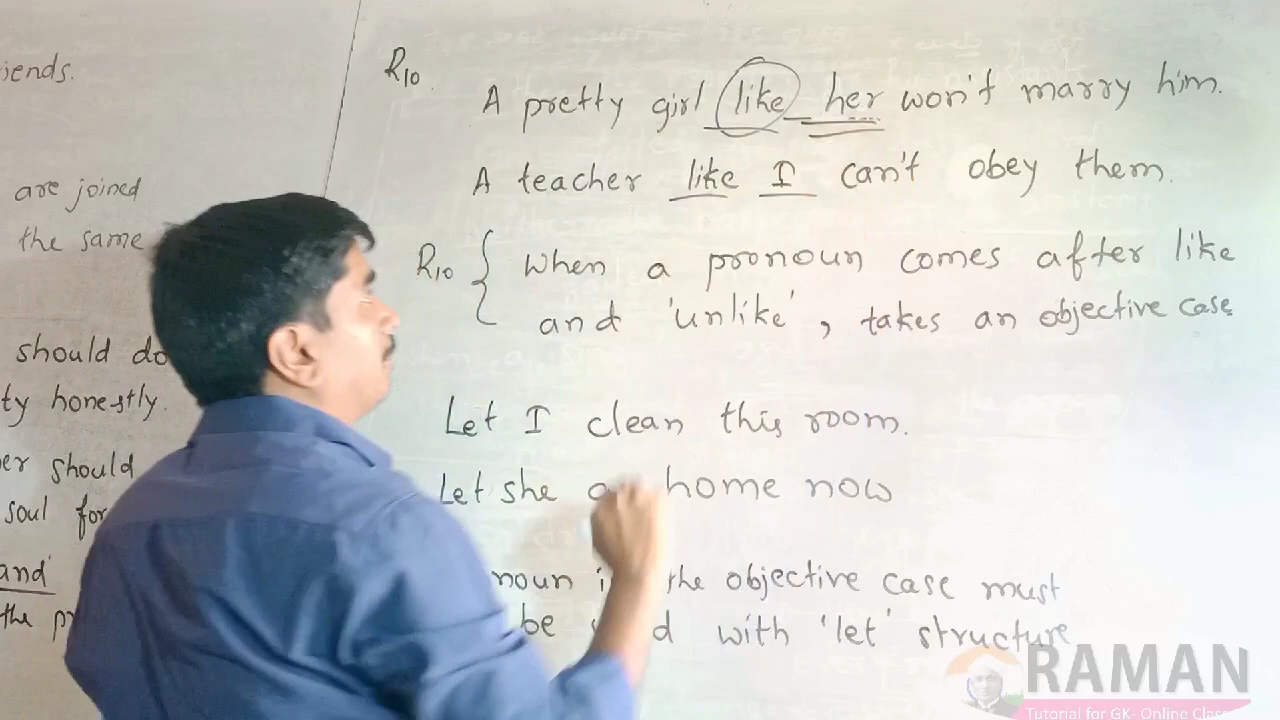 iends.
are joined
the same
should do
ty honestly.
er should
soul for
and
the
R10.
A pretty girl like her won't marry him.
A teacher like I can't obey them.
R10 { When a pronoun comes after like
and 'unlike', takes an objective case
Let I clean this room.
Let she home now
noun the objective case must
be with 'let' structure
RAMAN
Tutorial for GK- Online Class